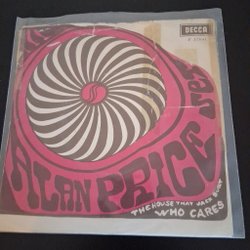 DECCA
ALAN PRICE SET
THE HOUSE THAT JACK BUILT
WHO CARES